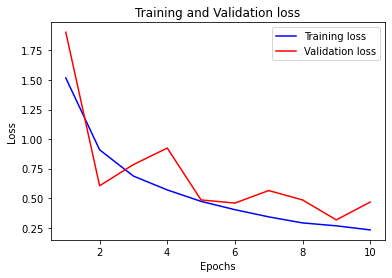 Training and Validation loss
Training loss
Validation loss
Loss
1.75
1.50
1.25
1.00
0.75
0.50
0.25
2 4 6 8 10
Epochs